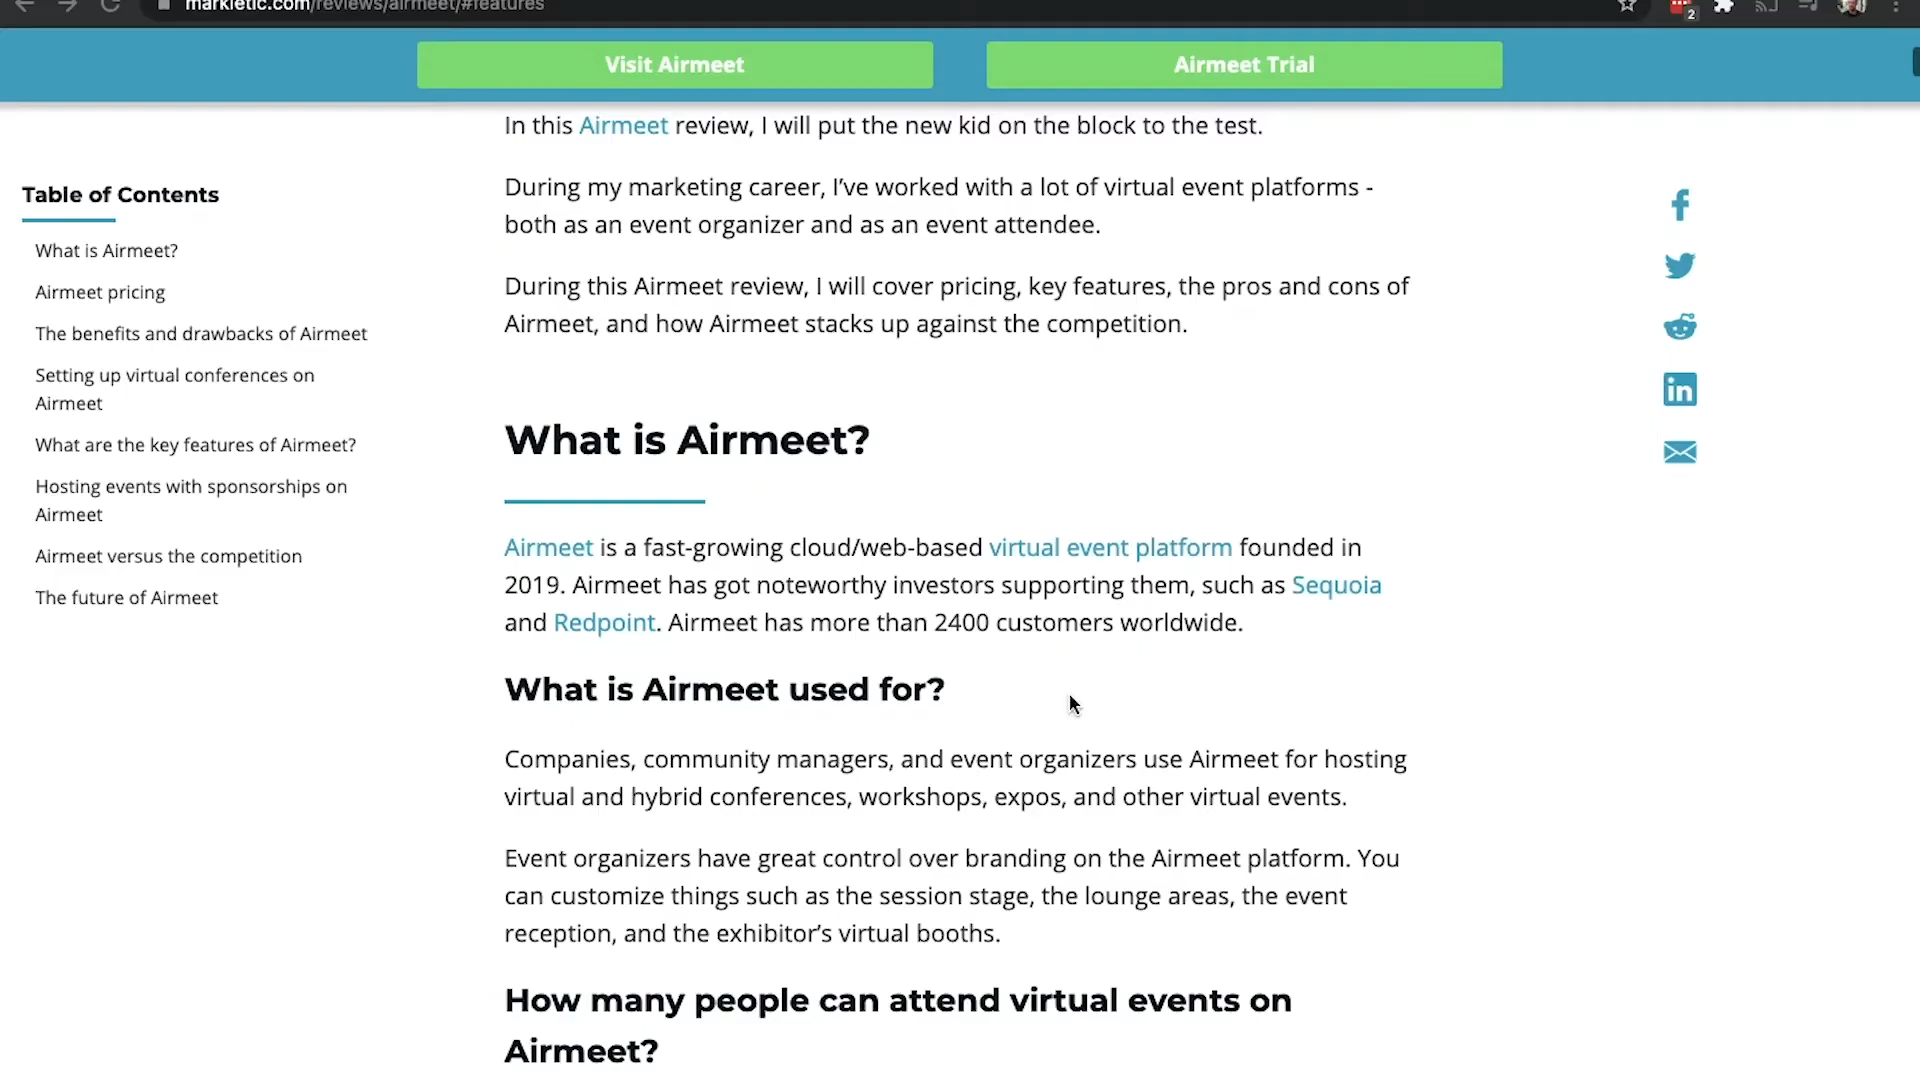 markletic.com/reviews/airmeet/#features
2
Visit Airmeet
Airmeet Trial
In this Airmeet review, I will put the new kid on the block to the test.
During my marketing career, I’ve worked with a lot of virtual event platforms -
both as an event organizer and as an event attendee.
During this Airmeet review, I will cover pricing, key features, the pros and cons of
Airmeet, and how Airmeet stacks up against the competition.
Table of Contents
What is Airmeet?
Airmeet pricing
The benefits and drawbacks of Airmeet
Setting up virtual conferences on
Airmeet
What are the key features of Airmeet?
Hosting events with sponsorships on
Airmeet
Airmeet versus the competition
The future of Airmeet
What is Airmeet?
Airmeet is a fast-growing cloud/web-based virtual event platform founded in
2019. Airmeet has got noteworthy investors supporting them, such as Sequoia
and Redpoint. Airmeet has more than 2400 customers worldwide.
What is Airmeet used for?
Companies, community managers, and event organizers use Airmeet for hosting
virtual and hybrid conferences, workshops, expos, and other virtual events.
Event organizers have great control over branding on the Airmeet platform. You
can customize things such as the session stage, the lounge areas, the event
reception, and the exhibitor’s virtual booths.
How many people can attend virtual events on
Airmeet?